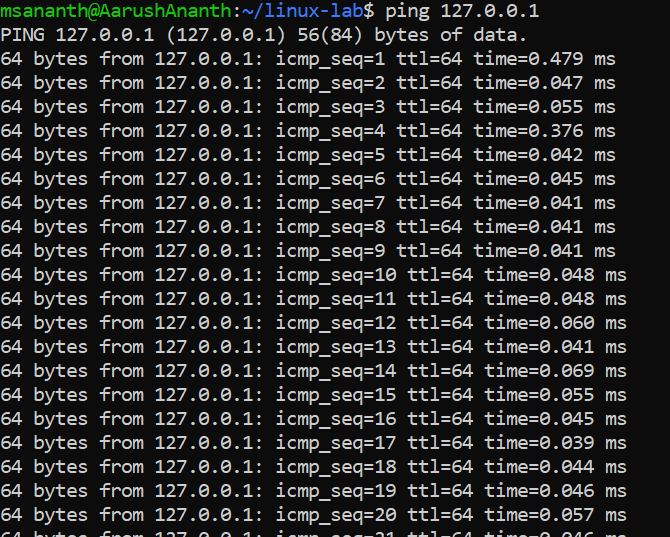 msananth@AarushAnanth:~/linux-lab$ ping 127.0.0.1
PING 127.0.0.1 (127.0.0.1) 56(84) bytes of data.
64 bytes from 127.0.0.1: icmp_seq=1 ttl=64 time=0.479 ms
64 bytes from 127.0.0.1: icmp_seq=2 ttl=64 time=0.047 ms
64 bytes from 127.0.0.1: icmp_seq=3 ttl=64 time=0.055 ms
64 bytes from 127.0.0.1: icmp_seq=4 ttl=64 time=0.376 ms
64 bytes from 127.0.0.1: icmp_seq=5 ttl=64 time=0.042 ms
64 bytes from 127.0.0.1: icmp_seq=6 ttl=64 time=0.045 ms
64 bytes from 127.0.0.1: icmp_seq=7 ttl=64 time=0.041 ms
64 bytes from 127.0.0.1: icmp_seq=8 ttl=64 time=0.041 ms
64 bytes from 127.0.0.1: icmp_seq=9 ttl=64 time=0.041 ms
64 bytes from 127.0.0.1: icmp_seq=10 ttl=64 time=0.048 ms
64 bytes from 127.0.0.1: icmp_seq=11 ttl=64 time=0.048 ms
64 bytes from 127.0.0.1: icmp_seq=12 ttl=64 time=0.060 ms
64 bytes from 127.0.0.1: icmp_seq=13 ttl=64 time=0.041 ms
64 bytes from 127.0.0.1: icmp_seq=14 ttl=64 time=0.069 ms
64 bytes from 127.0.0.1: icmp_seq=15 ttl=64 time=0.055 ms
64 bytes from 127.0.0.1: icmp_seq=16 ttl=64 time=0.045 ms
64 bytes from 127.0.0.1: icmp_seq=17 ttl=64 time=0.039 ms
64 bytes from 127.0.0.1: icmp_seq=18 ttl=64 time=0.044 ms
64 bytes from 127.0.0.1: icmp_seq=19 ttl=64 time=0.046 ms
64 bytes from 127.0.0.1: icmp_seq=20 ttl=64 time=0.057 ms
64 bytes from 127.0.0.1: icmp_seq=21 ttl=64 time=0.046 ms